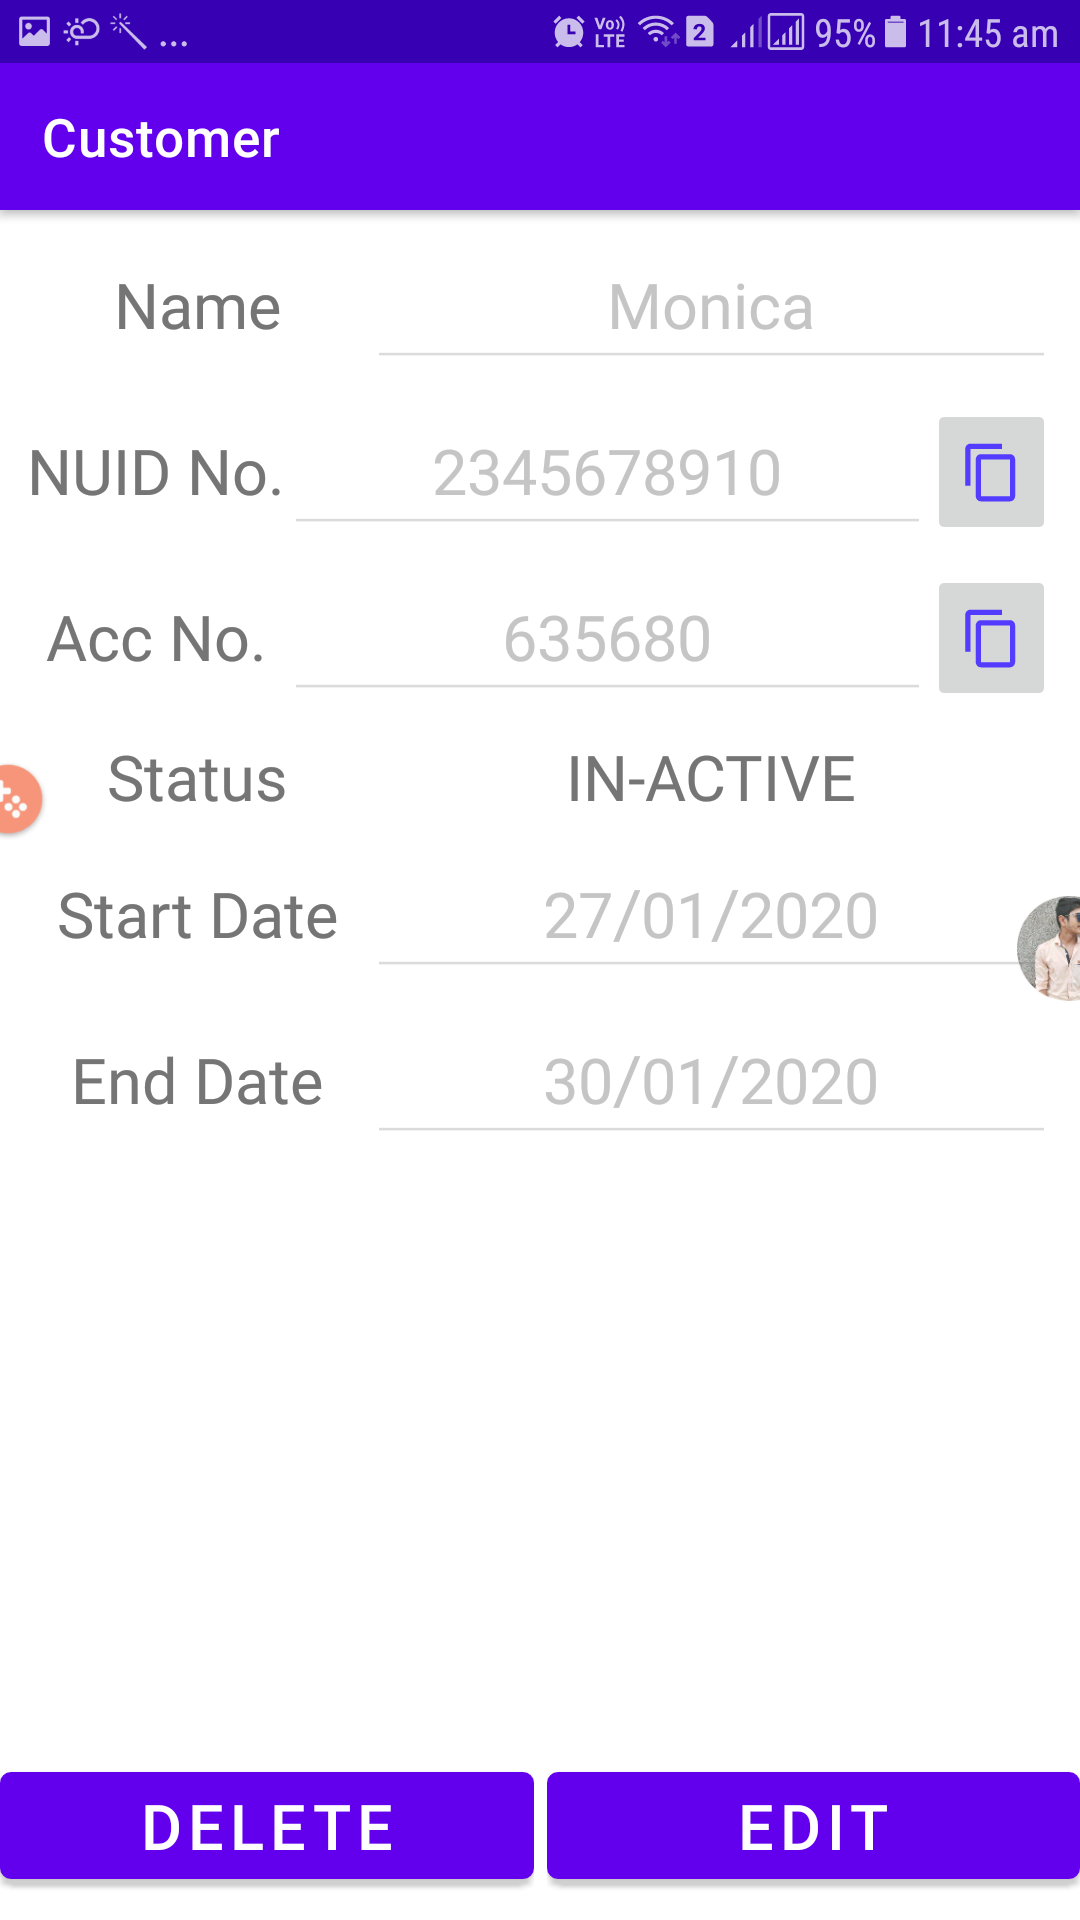 ... Vo)) LTE 2 95% 11:45 am
Customer
Name Monica
NUID No. 2345678910
Acc No. 635680
Status IN-ACTIVE
Start Date 27/01/2020
End Date 30/01/2020
DELETE EDIT